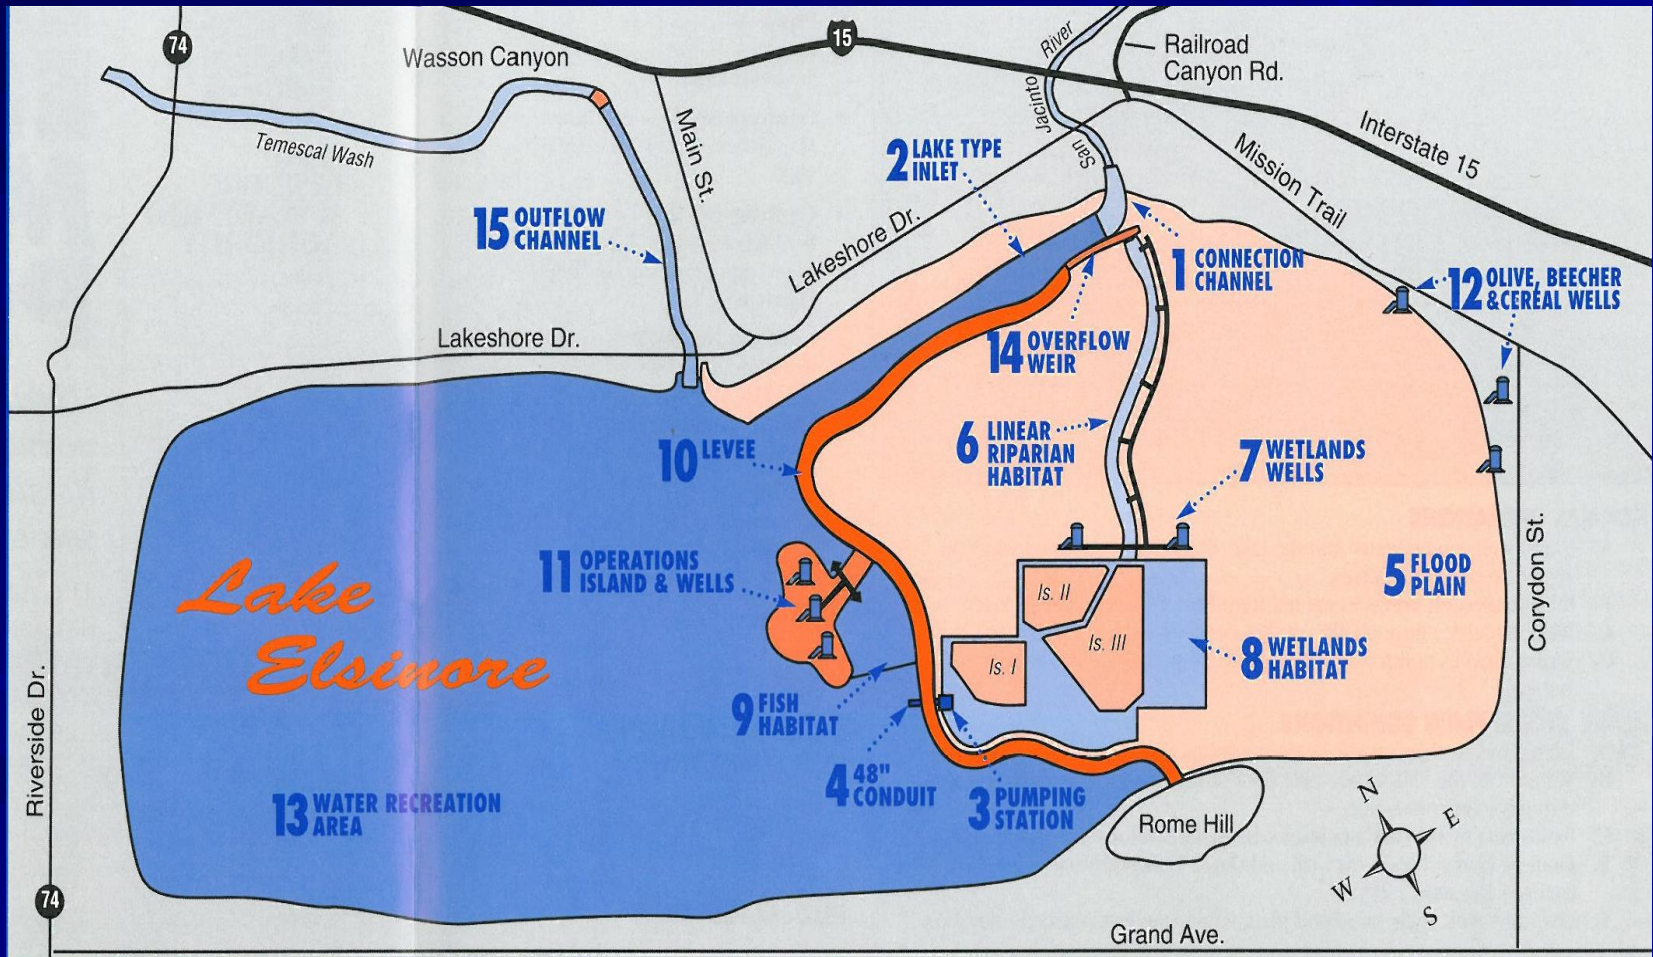 74
Wasson Canyon
15
River
Railroad
Canyon Rd.
Jacinto
San
Temescal Wash
Main St.
2 LAKE TYPE
INLET
Mission Trail
Interstate 15
15 OUTFLOW
CHANNEL
Lakeshore Dr.
1 CONNECTION
CHANNEL
12 OLIVE, BEECHER
&CEREAL WELLS
Lakeshore Dr.
14 OVERFLOW
WEIR
10 LEVEE
6 LINEAR
RIPARIAN
HABITAT
7 WETLANDS
WELLS
11 OPERATIONS
ISLAND & WELLS
Lake
Elsinore
Is. II
Is. III
Is. I
5 FLOOD
PLAIN
Corydon St.
8 WETLANDS
HABITAT
9 FISH
HABITAT
Riverside Dr.
13 WATER RECREATION
AREA
4 48"
CONDUIT
3 PUMPING
STATION
Rome Hill
N
E
W
S
74
Grand Ave.